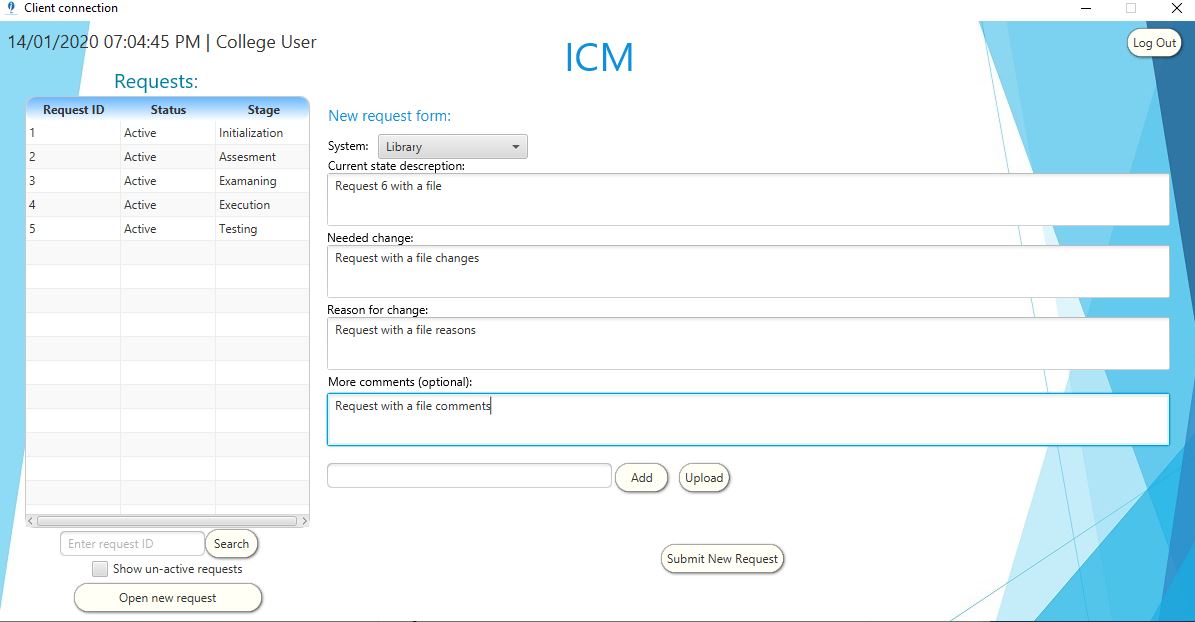 Client connection
14/01/2020 07:04:45 PM | College User
ICM
Log Out
Requests:
Request ID Status Stage
1 Active Initialization
2 Active Assesment
3 Active Examaning
4 Active Execution
5 Active Testing
Enter request ID Search
Show un-active requests
Open new request
New request form:
System: Library
Current state descreption:
Request 6 with a file
Needed change:
Request with a file changes
Reason for change:
Request with a file reasons
More comments (optional):
Request with a file comments
Add Upload
Submit New Request